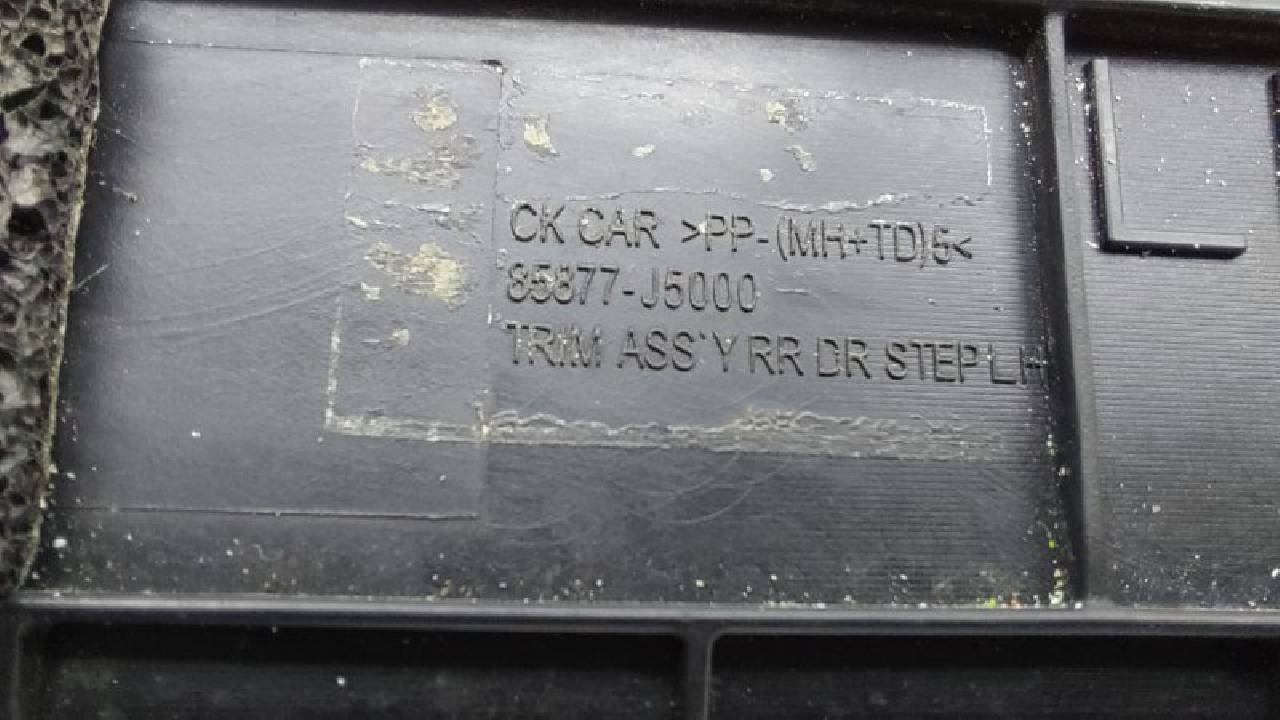 CK CAR >PP-(MH+TD)5<
85877-J5000
TRIM ASS'Y RR DR STEP LH